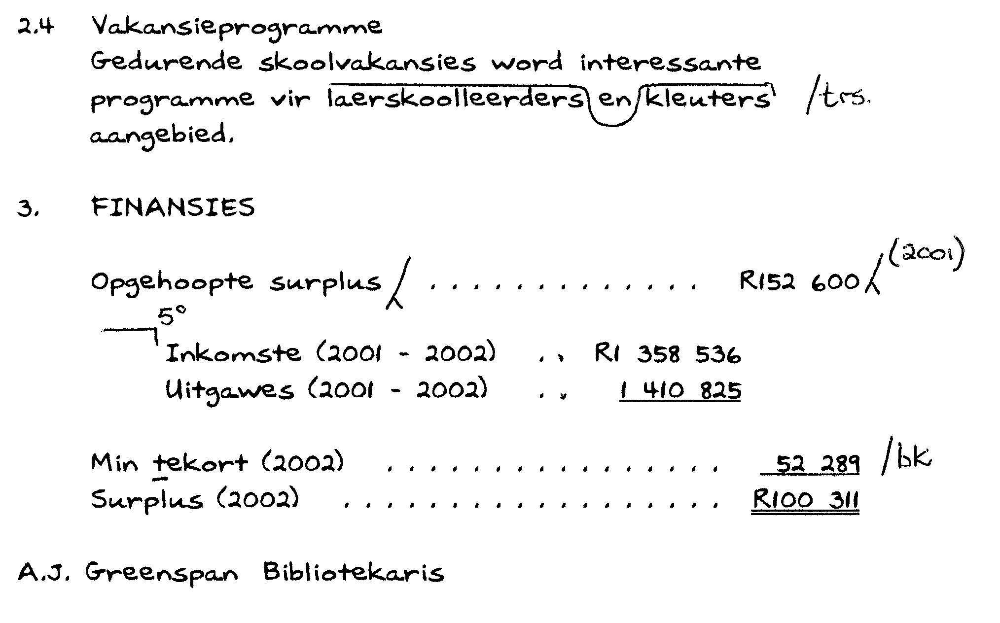 2.4 Vakansieprogramme
Gedurende skoolvakansies word interessante
programme vir laerskoolleerders en kleuters /trs.
aangebied.
3. FINANSIES
(2001)
Opgehoopte surplus . . . . . . . . . . . . . R152 600
5°
Inkomste (2001 - 2002) . . R1 358 536
Uitgawes (2001 - 2002) . . 1 410 825
Min tekort (2002) . . . . . . . . . . . . . . . . 52 289 /bk
Surplus (2002) . . . . . . . . . . . . . . . . . . R100 311
A.J. Greenspan Bibliotekaris